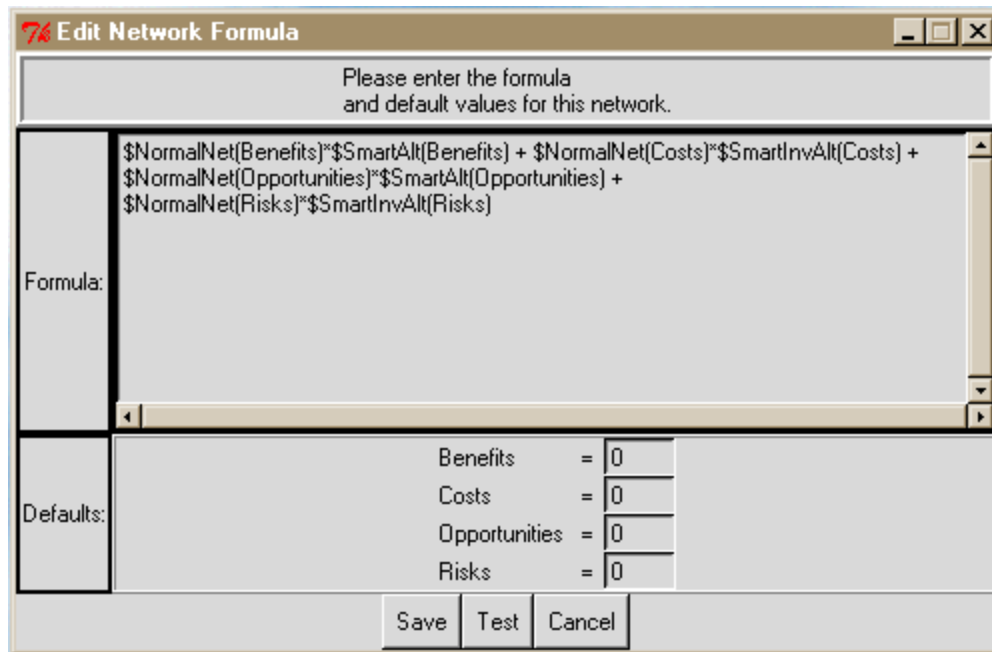 Edit Network Formula
Please enter the formula
and default values for this network.
Formula:
$NormalNet(Benefits)*$SmartAlt(Benefits) + $NormalNet(Costs)*$SmartInvAlt(Costs) +
$NormalNet(Opportunities)*$SmartAlt(Opportunities) +
$NormalNet(Risks)*$SmartInvAlt(Risks)
Defaults:
Benefits = 0
Costs = 0
Opportunities = 0
Risks = 0
Save Test Cancel